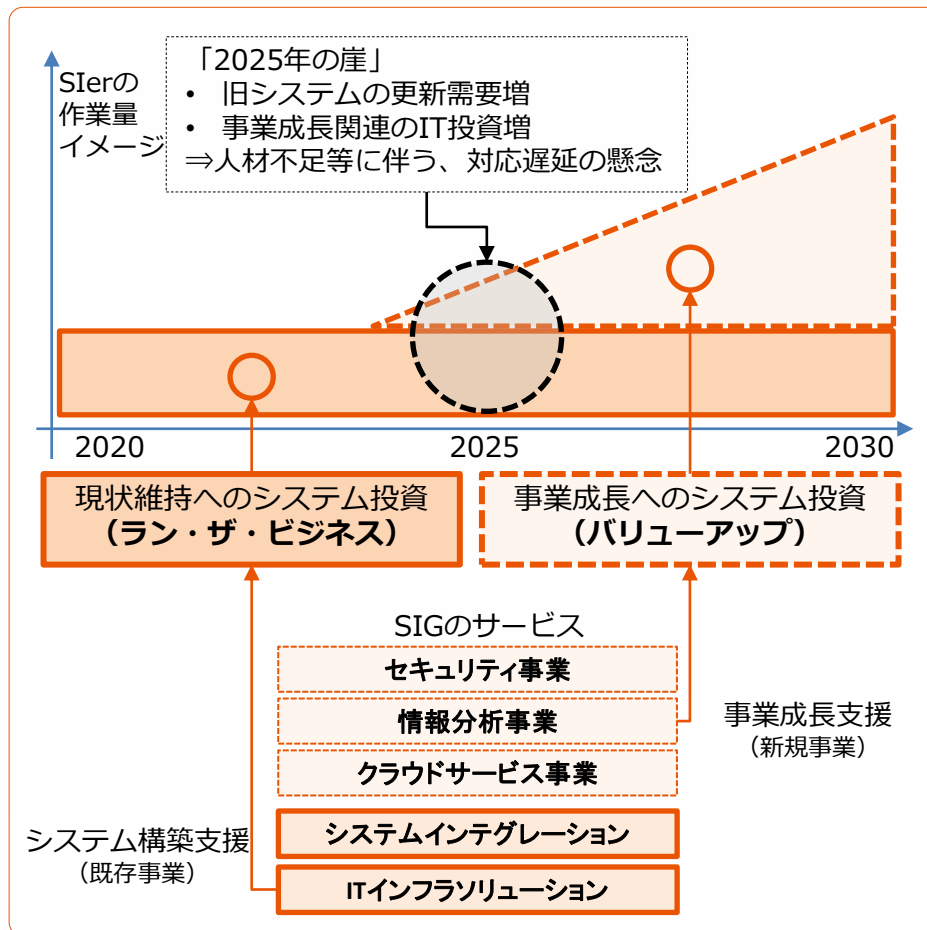 「2025年の崖」
• 旧システムの更新需要増
• 事業成長関連のIT投資増
⇒人材不足等に伴う、対応遅延の懸念
SIerの
作業量
イメージ
2020
2025
2030
現状維持へのシステム投資
（ラン・ザ・ビジネス）
事業成長へのシステム投資
（バリューアップ）
SIGのサービス
セキュリティ事業
情報分析事業
クラウドサービス事業
システムインテグレーション
ITインフラソリューション
事業成長支援
（新規事業）
システム構築支援
（既存事業）